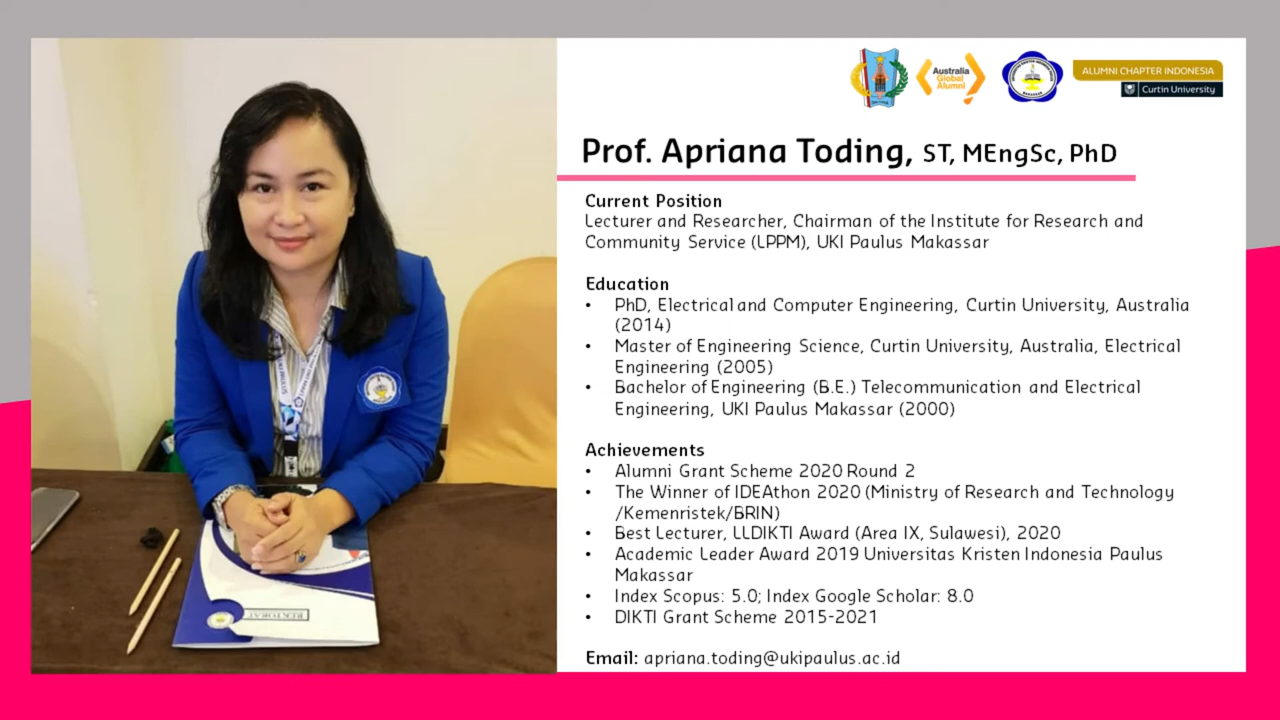 Australia
Global
Alumni
ALUMNI CHAPTER INDONESIA
Curtin University
Prof. Apriana Toding, ST, MEngSc, PhD
Current Position
Lecturer and Researcher, Chairman of the Institute for Research and
Community Service (LPPM), UKI Paulus Makassar
Education
• PhD, Electrical and Computer Engineering, Curtin University, Australia
(2014)
• Master of Engineering Science, Curtin University, Australia, Electrical
Engineering (2005)
• Bachelor of Engineering (B.E.) Telecommunication and Electrical
Engineering, UKI Paulus Makassar (2000)
Achievements
• Alumni Grant Scheme 2020 Round 2
• The Winner of IDEAthon 2020 (Ministry of Research and Technology
/Kemenristek/BRIN)
• Best Lecturer, LLDIKTI Award (Area IX, Sulawesi), 2020
• Academic Leader Award 2019 Universitas Kristen Indonesia Paulus
Makassar
• Index Scopus: 5.0; Index Google Scholar: 8.0
• DIKTI Grant Scheme 2015-2021
Email: apriana.toding@ukipaulus.ac.id
REKTORAT